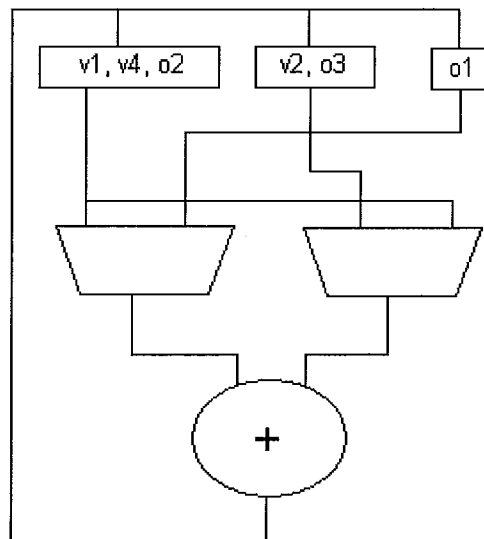 v1, v4, o2
v2, o3
o1
+